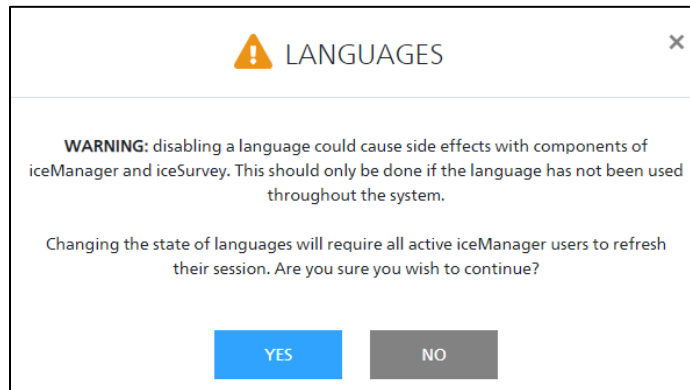 LANGUAGES
×
WARNING: disabling a language could cause side effects with components of
iceManager and iceSurvey. This should only be done if the language has not been used
throughout the system.
Changing the state of languages will require all active iceManager users to refresh
their session. Are you sure you wish to continue?
YES
NO